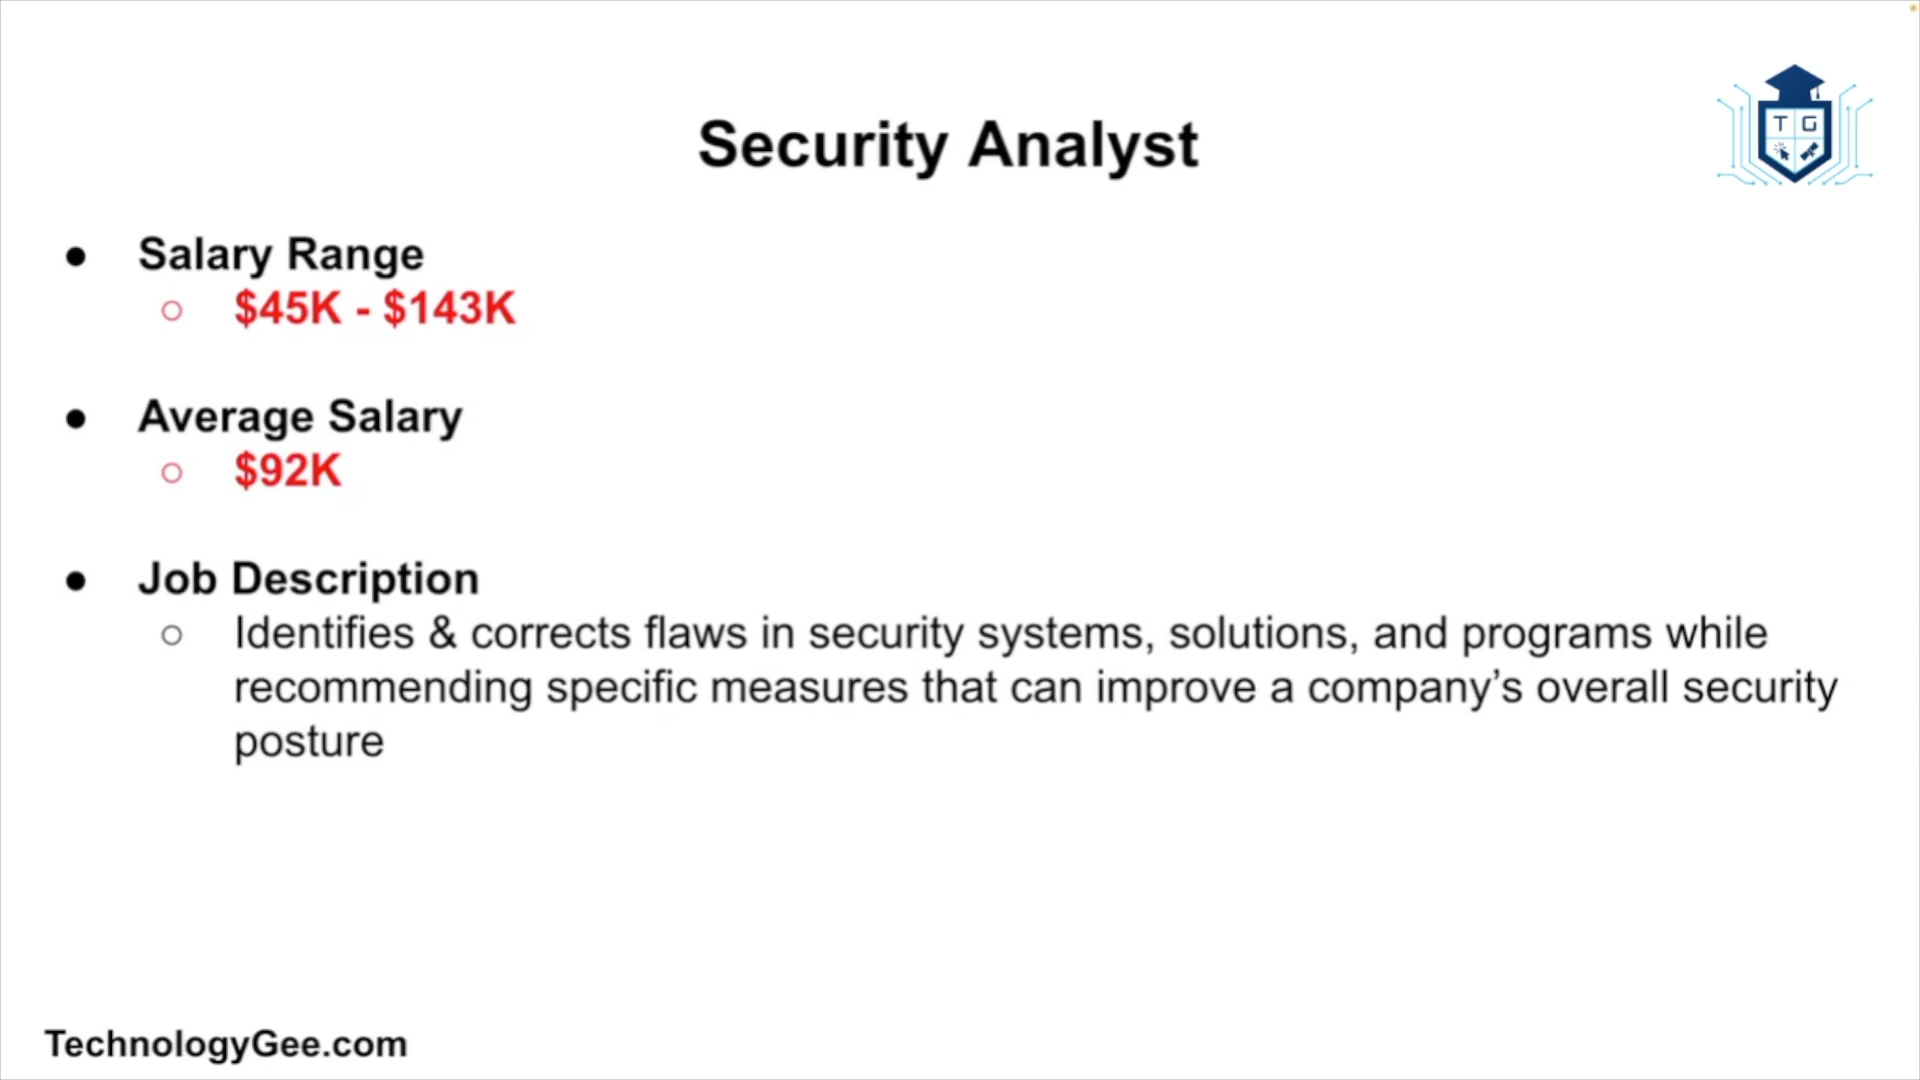 Security Analyst
T G
● Salary Range
○ $45K - $143K
● Average Salary
○ $92K
● Job Description
○ Identifies & corrects flaws in security systems, solutions, and programs while
recommending specific measures that can improve a company’s overall security
posture
TechnologyGee.com